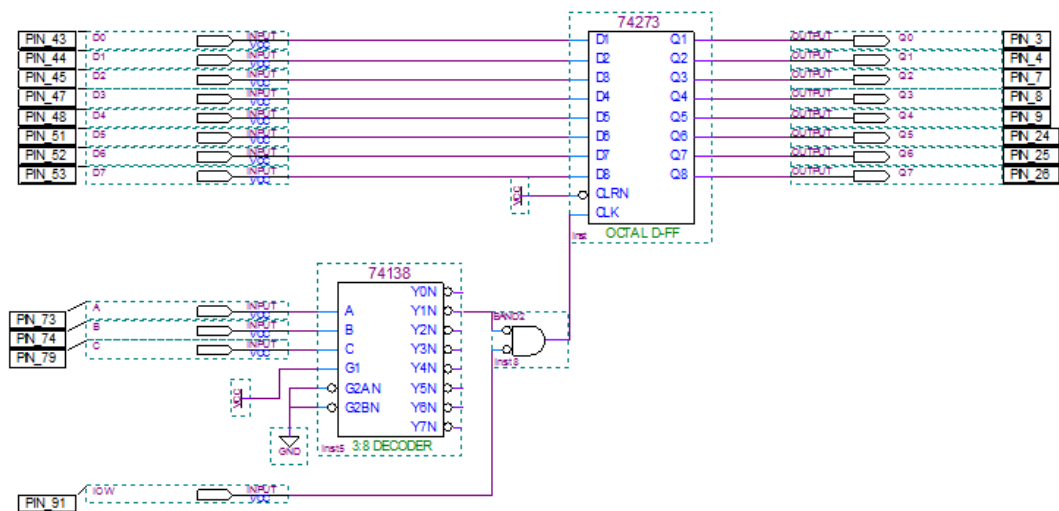 74273
PIN_43 D0 INPUT VCC D1 Q1 OUTPUT Q0 PIN_3
PIN_44 D1 INPUT VCC D2 Q2 OUTPUT Q1 PIN_4
PIN_45 D2 INPUT VCC D3 Q3 OUTPUT Q2 PIN_7
PIN_47 D3 INPUT VCC D4 Q4 OUTPUT Q3 PIN_8
PIN_48 D4 INPUT VCC D5 Q5 OUTPUT Q4 PIN_9
PIN_51 D5 INPUT VCC D6 Q6 OUTPUT Q5 PIN_24
PIN_52 D6 INPUT VCC D7 Q7 OUTPUT Q6 PIN_25
PIN_53 D7 INPUT VCC D8 Q8 OUTPUT Q7 PIN_26
VCC CLRN
CLK
inst OCTAL D-FF
74138
Y0N
PIN_73 A INPUT VCC A Y1N BAND2
PIN_74 B INPUT VCC B Y2N
PIN_79 C INPUT VCC C Y3N inst8
G1 Y4N
VCC G2AN Y5N
G2BN Y6N
Y7N
GND inst5 3:8 DECODER
PIN_91 IOW INPUT VCC